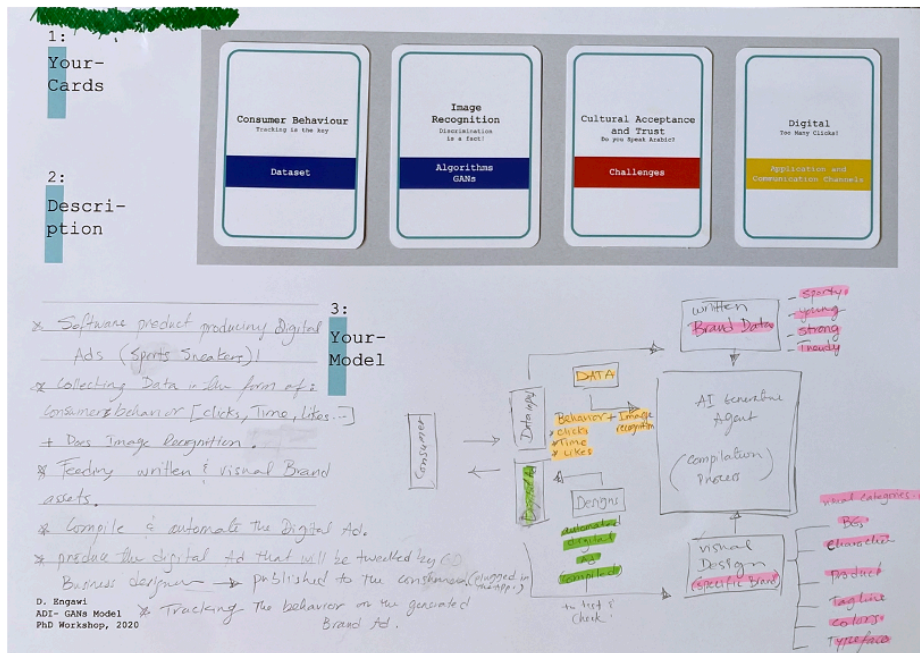 1:
Your-
Cards
Consumer Behaviour
Tracking is the key
Dataset
Image
Recognition
Discrimination
is a fact!
Algorithms
GANs
Cultural Acceptance
and Trust
Do you Speak Arabic?
Challenges
Digital
Too Many Clicks!
Application and
Communication Channels
2:
Descri-
ption
* Software product producing Digital
Ads (Sports Sneakers)!
* Collecting Data in the form of :
Consumers behavior [clicks, Time, Likes...]
+ Does Image Recognition.
* Feeding written & visual Brand
assets.
* Compile & automate The Digital Ad.
* produce the digital Ad that will be tweaked by
Business designer → published to the consumer. (plugged in
* Tracking The behavior on the generated
Brand Ad.
3:
Your-
Model
Consumer
Data input
DATA
Behavior + Image
recognition
* clicks
* Time
* Likes
Designs
automated
digital
ad
compiled
to test &
Check
written
Brand Data
- sporty
- young
- strong
- Trendy
AI Generative
Agent
(Compilation
Process)
visual
Design
(specific Brand)
visual categories
BG
character
product
Tagline
colors
Typeface
D. Engawi
ADI- GANs Model
PhD Workshop, 2020